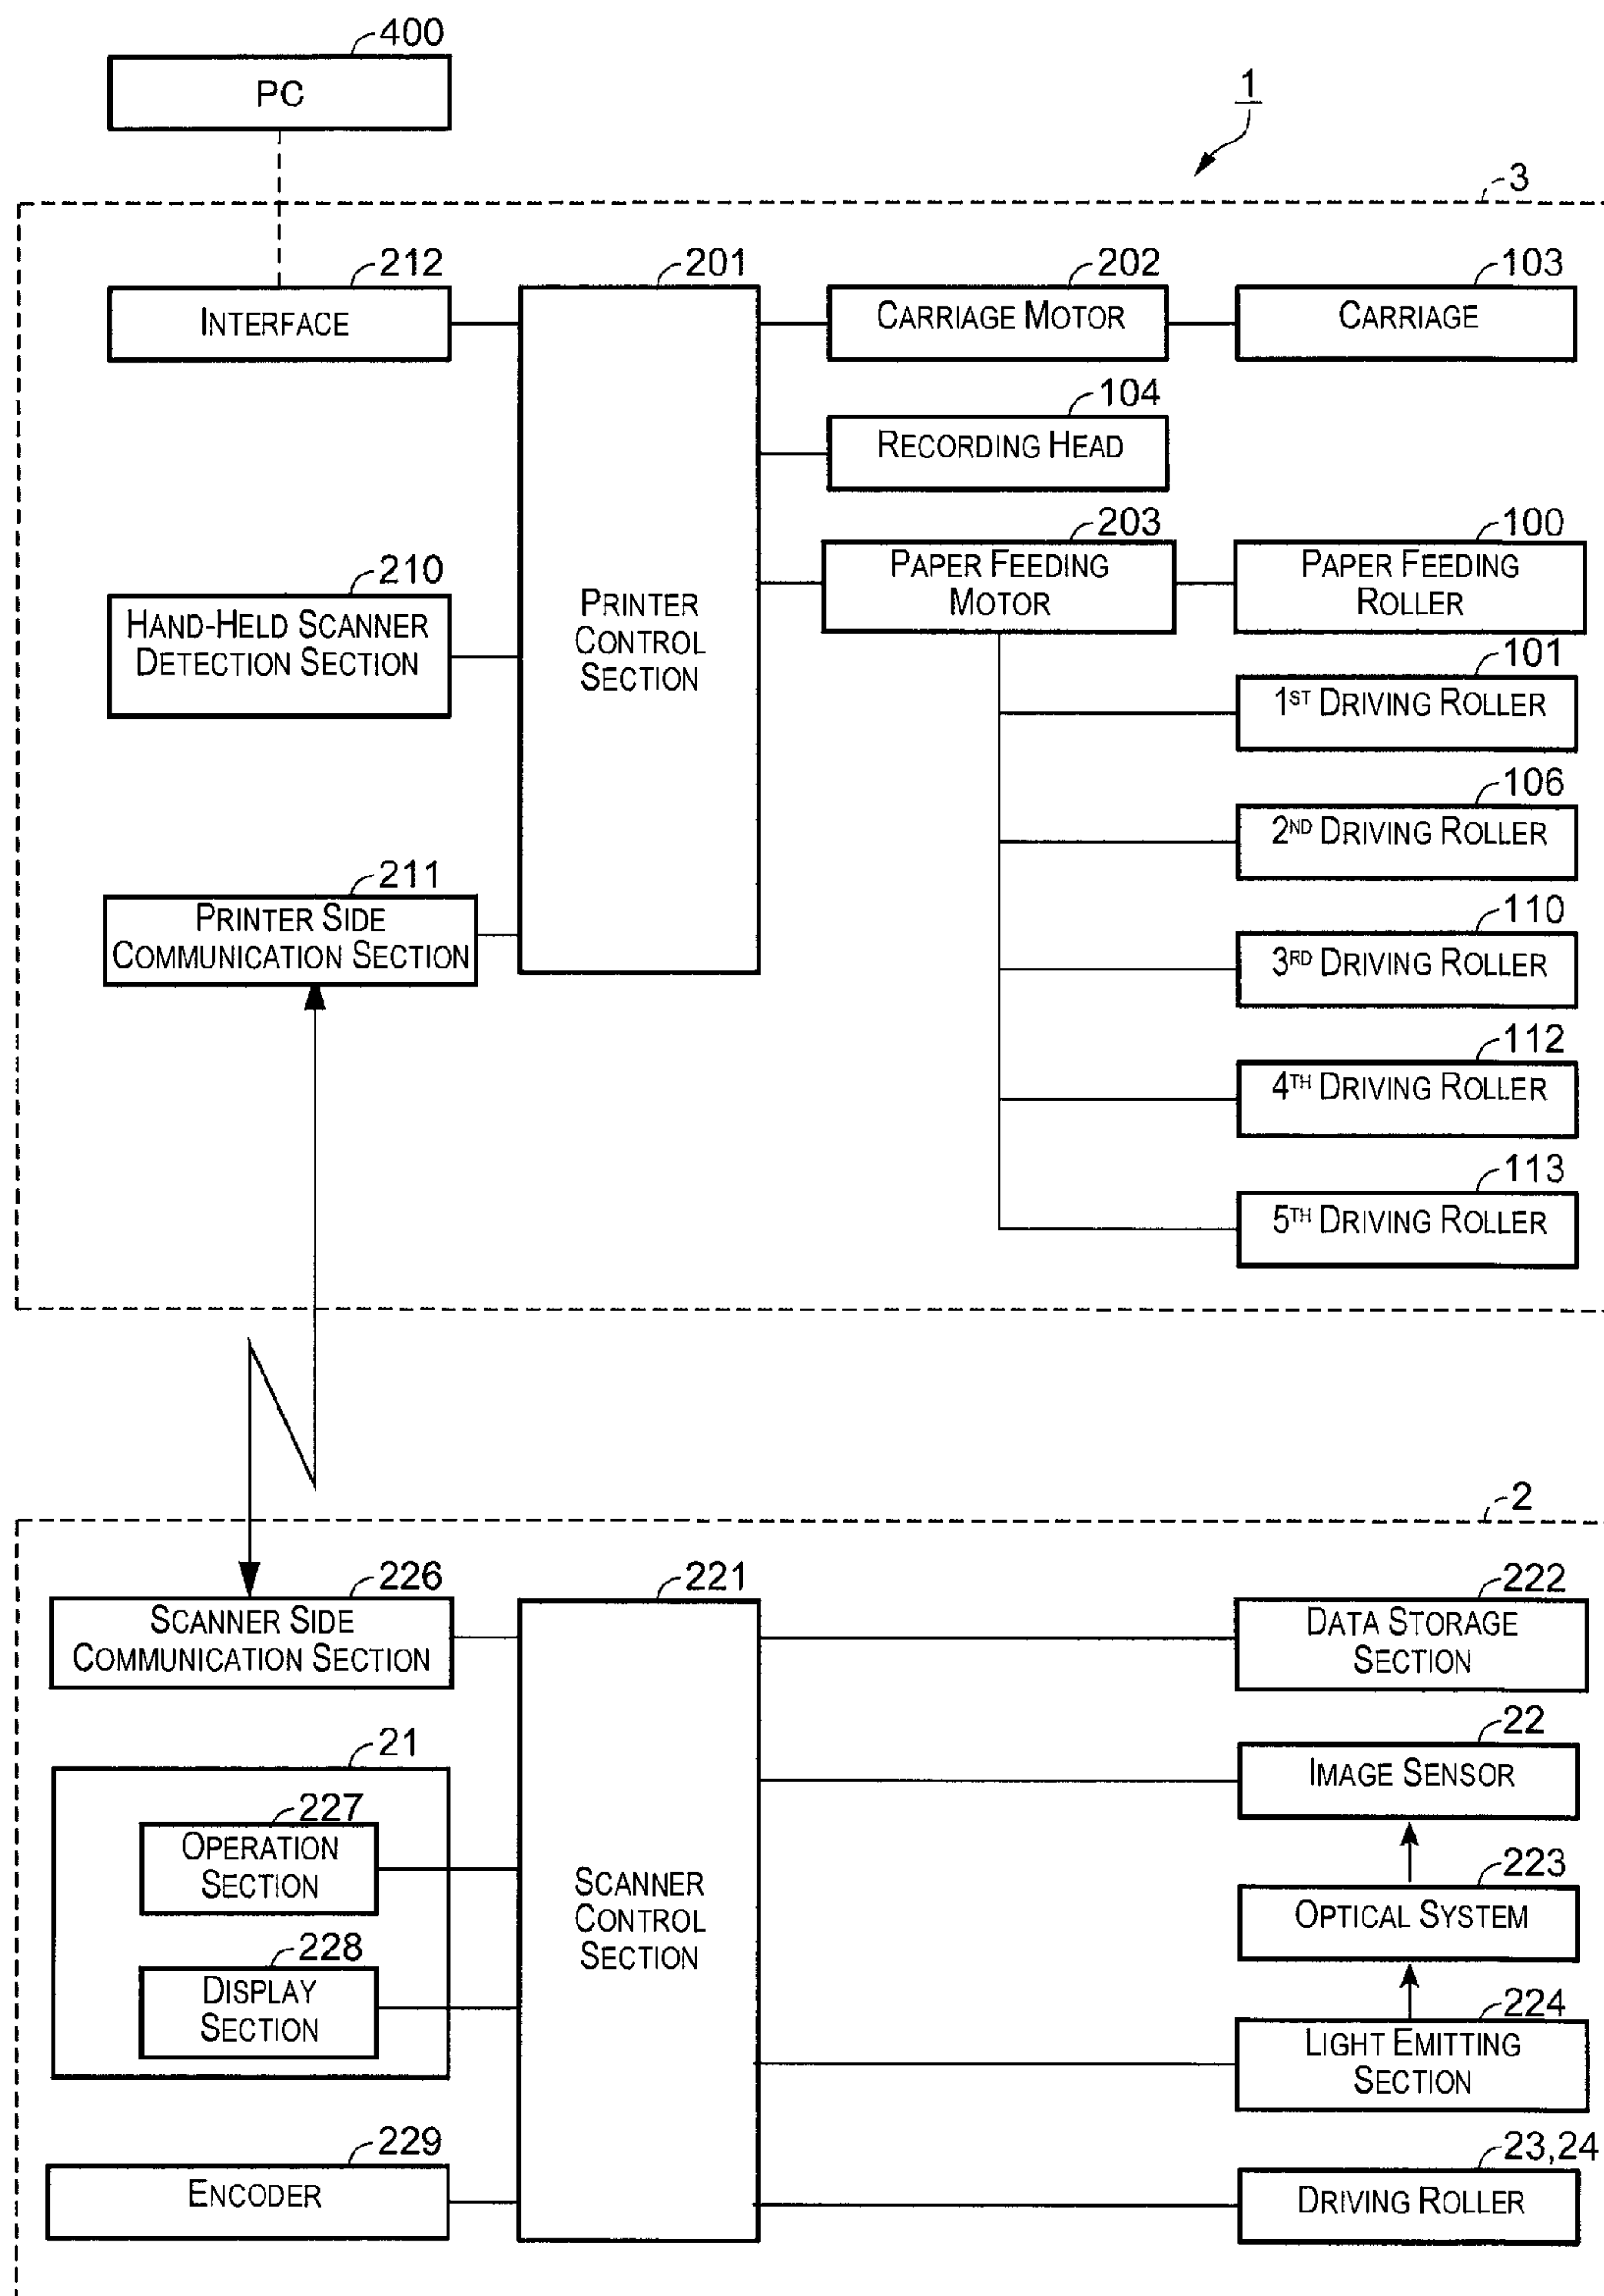 400
PC
1
3
212
INTERFACE
201
PRINTER
CONTROL
SECTION
202
CARRIAGE MOTOR
103
CARRIAGE
104
RECORDING HEAD
203
PAPER FEEDING
MOTOR
100
PAPER FEEDING
ROLLER
210
HAND-HELD SCANNER
DETECTION SECTION
101
1ST DRIVING ROLLER
106
2ND DRIVING ROLLER
211
PRINTER SIDE
COMMUNICATION SECTION
110
3RD DRIVING ROLLER
112
4TH DRIVING ROLLER
113
5TH DRIVING ROLLER
2
226
SCANNER SIDE
COMMUNICATION SECTION
221
SCANNER
CONTROL
SECTION
222
DATA STORAGE
SECTION
21
227
OPERATION
SECTION
228
DISPLAY
SECTION
22
IMAGE SENSOR
223
OPTICAL SYSTEM
224
LIGHT EMITTING
SECTION
229
ENCODER
23,24
DRIVING ROLLER